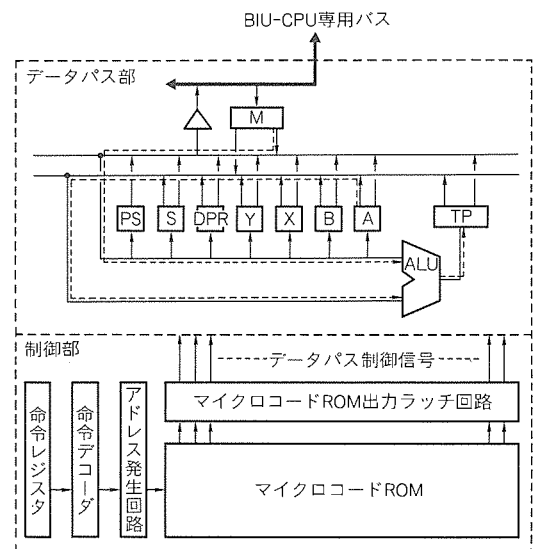 BIU-CPU専用バス
データパス部
M
PS
S
DPR
Y
X
B
A
TP
ALU
制御部
データパス制御信号
マイクロコードROM出力ラッチ回路
命令レジスタ
命令デコーダ
アドレス発生回路
マイクロコードROM